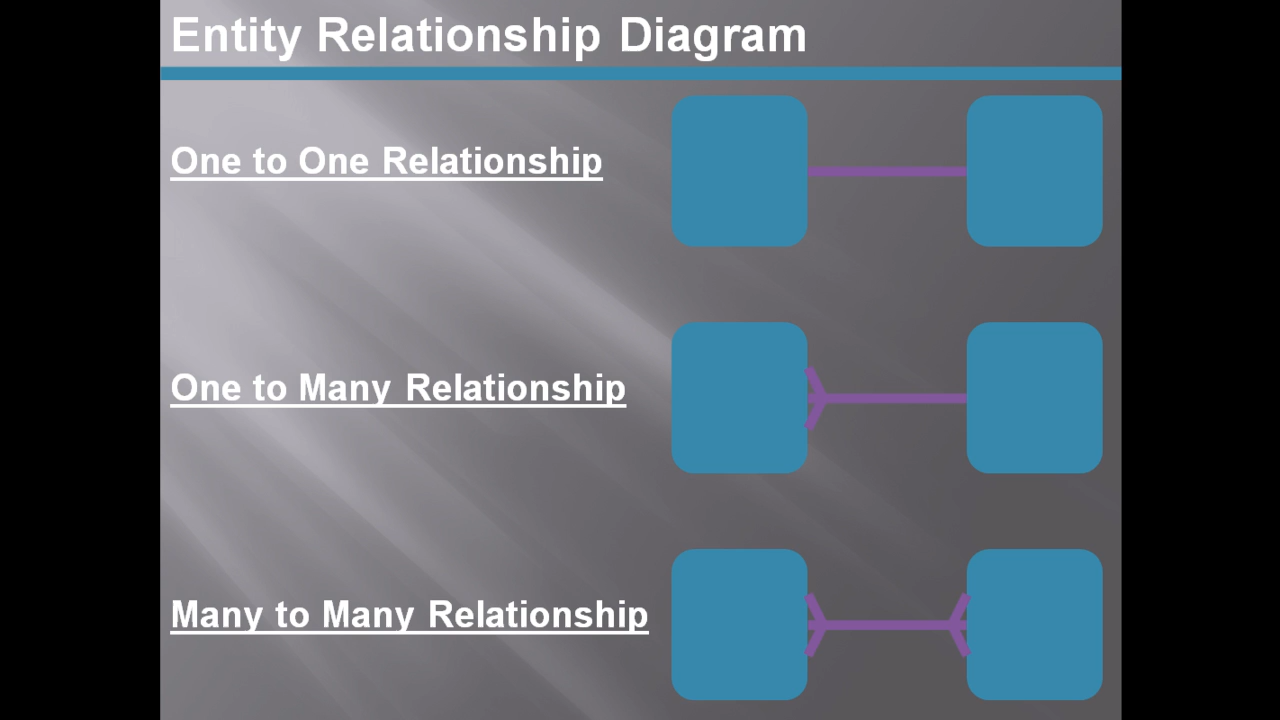 Entity Relationship Diagram
One to One Relationship
One to Many Relationship
Many to Many Relationship